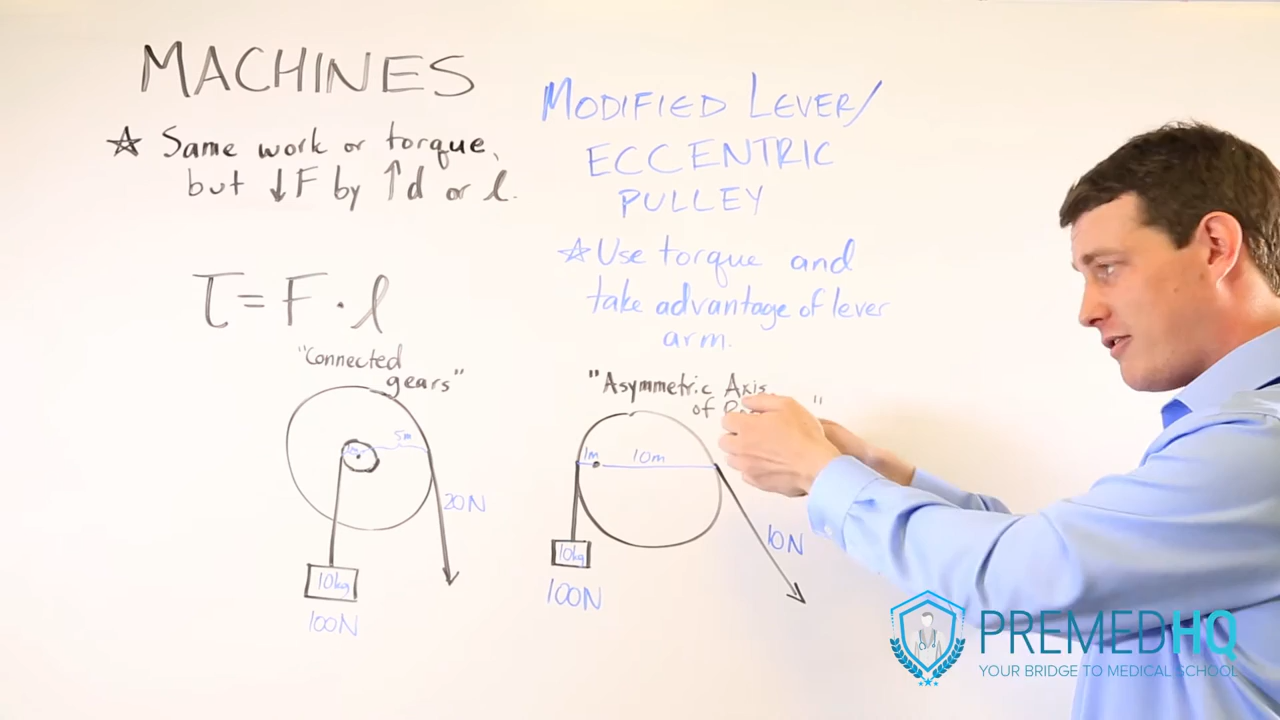 MACHINES
☆ Same work or torque,
but ↓F by ↑d or l.
τ = F · l
"Connected
gears"
5m
20N
10kg
100N
MODIFIED LEVER/
ECCENTRIC
PULLEY
☆ Use torque and
take advantage of lever
arm.
"Asymmetric Axis
of
"
1m 10m
10N
10kg
100N
PREMEDHQ
YOUR BRIDGE TO MEDICAL SCHOOL